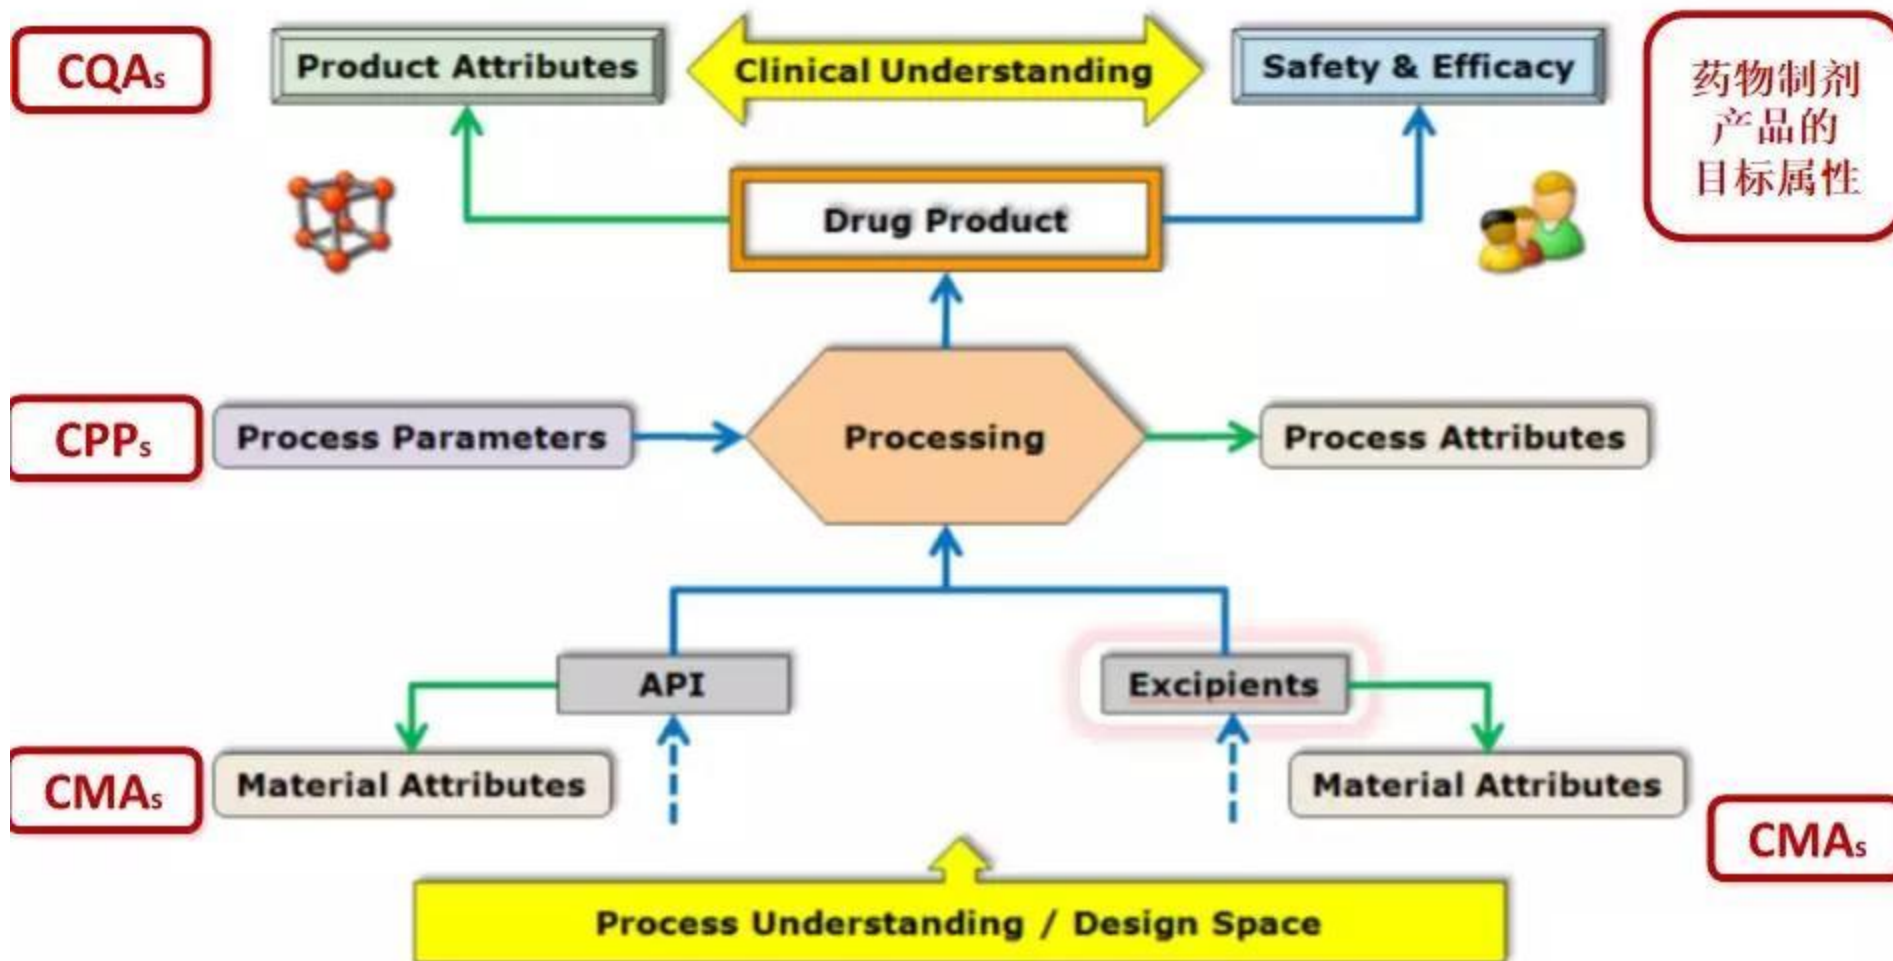 CQAs
Product Attributes
Clinical Understanding
Safety & Efficacy
药物制剂
产品的
目标属性
Drug Product
CPPs
Process Parameters
Processing
Process Attributes
API
Excipients
CMAs
Material Attributes
Material Attributes
CMAs
Process Understanding / Design Space